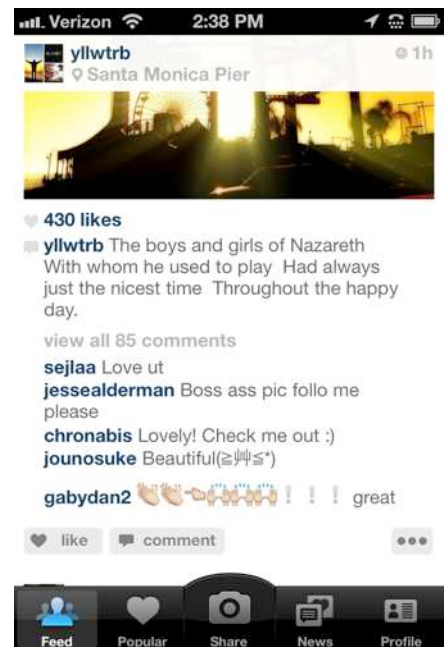 Verizon 2:38 PM
yllwtrb 1h
Santa Monica Pier
430 likes
yllwtrb The boys and girls of Nazareth
With whom he used to play Had always
just the nicest time Throughout the happy
day.
view all 85 comments
sejlaa Love ut
jessealderman Boss ass pic follo me
please
chronabis Lovely! Check me out :)
jounosuke Beautiful(≧艸≦*)
gabydan2 👏👏👈🙌🙌🙌❕❕❕ great
like comment
Feed Popular Share News Profile